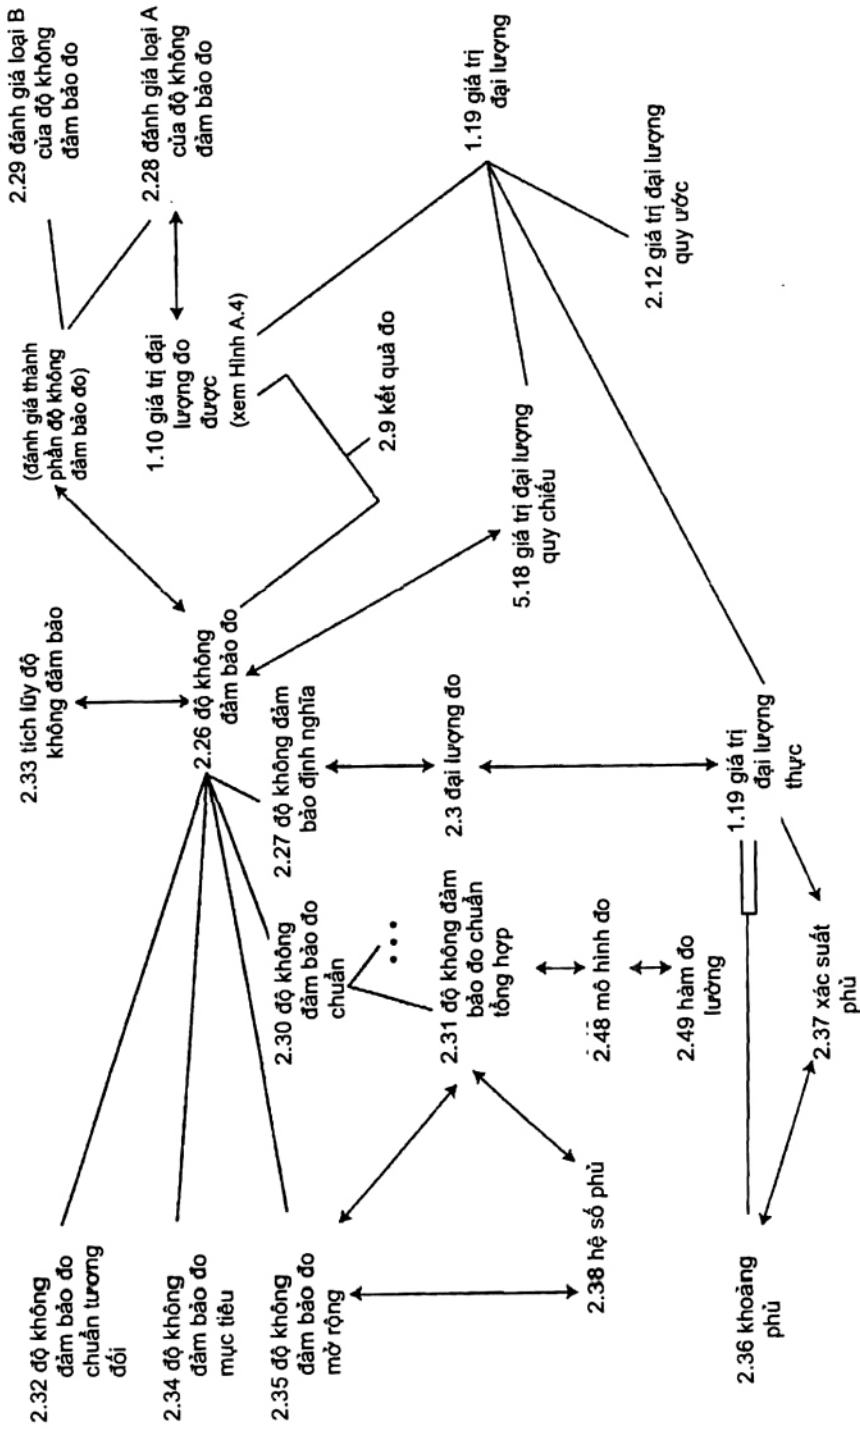 2.29 đánh giá loại B
của độ không
đảm bảo đo
2.28 đánh giá loại A
của độ không
đảm bảo đo
(đánh giá thành
phần độ không
đảm bảo đo)
1.10 giá trị đại
lượng đo
được
(xem Hình A.4)
1.19 giá trị
đại lượng
2.12 giá trị đại lượng
quy ước
2.9 kết quả đo
5.18 giá trị đại lượng
quy chiếu
2.33 tích lũy độ
không đảm bảo
2.26 độ không
đảm bảo đo
2.27 độ không đảm
bảo định nghĩa
2.3 đại lượng đo
1.19 giá trị
đại lượng
thực
2.30 độ không
đảm bảo đo
chuẩn
2.31 độ không đảm
bảo đo chuẩn
tổng hợp
2.48 mô hình đo
2.49 hàm đo
lường
2.37 xác suất
phủ
2.32 độ không
đảm bảo đo
chuẩn tương
đối
2.34 độ không
đảm bảo đo
mục tiêu
2.35 độ không
đảm bảo đo
mở rộng
2.38 hệ số phủ
2.36 khoảng
phủ